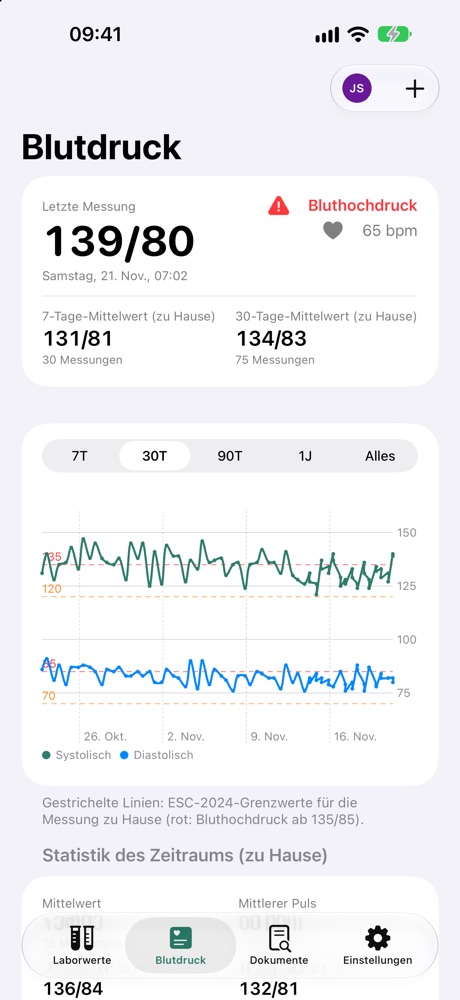 09:41
JS
Blutdruck
Letzte Messung
Bluthochdruck
139/80
65 bpm
Samstag, 21. Nov., 07:02
7-Tage-Mittelwert (zu Hause)
30-Tage-Mittelwert (zu Hause)
131/81
134/83
30 Messungen
75 Messungen
7T 30T 90T 1J Alles
150
135
125
120
100
85
75
70
26. Okt. 2. Nov. 9. Nov. 16. Nov.
Systolisch Diastolisch
Gestrichelte Linien: ESC-2024-Grenzwerte für die
Messung zu Hause (rot: Bluthochdruck ab 135/85).
Statistik des Zeitraums (zu Hause)
Mittelwert
Mittlerer Puls
Laborwerte Blutdruck Dokumente Einstellungen
136/84
132/81